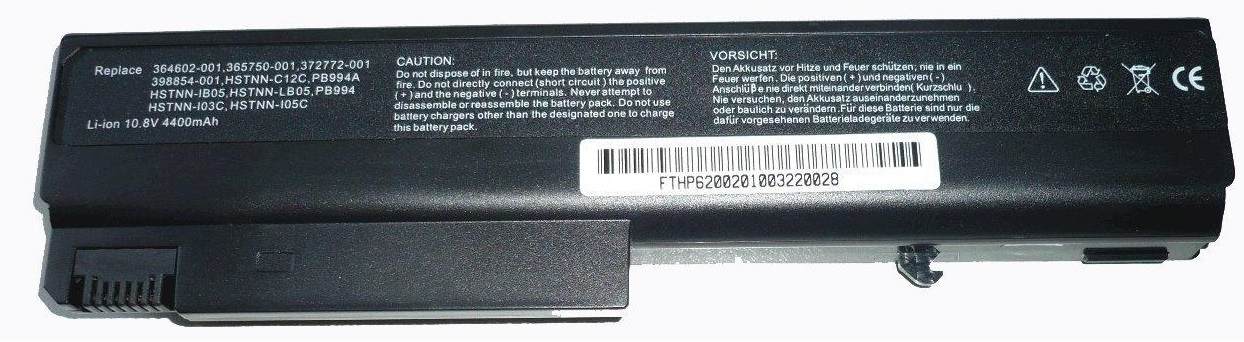 Replace 364602-001,365750-001,372772-001
398854-001,HSTNN-C12C,PB994A
HSTNN-IB05,HSTNN-LB05,PB994
HSTNN-I03C,HSTNN-I05C
Li-ion 10.8V 4400mAh
CAUTION:
Do not dispose of in fire, but keep the battery away from
fire. Do not directly connect (short circuit ) the positive
(+) and the negative (-) terminals. Never attempt to
disassemble or reassemble the battery pack. Do not use
battery chargers other than the designated one to charge
this battery pack.
VORSICHT:
Den Akkusatz vor Hitze und Feuer schützen; nie in ein
Feuer werfen. Die positiven (+) und negativen (-)
Anschlüße nie direkt miteinander verbinden( Kurzschlu ).
Nie versuchen, den Akkusatz auseinanderzunehmen
oder baulich zu verändern. Für diese Batterie sind nur die
dafür vorgesehenen Batterieladegeräte zu verwenden.
CE
FTHP6200201003220028